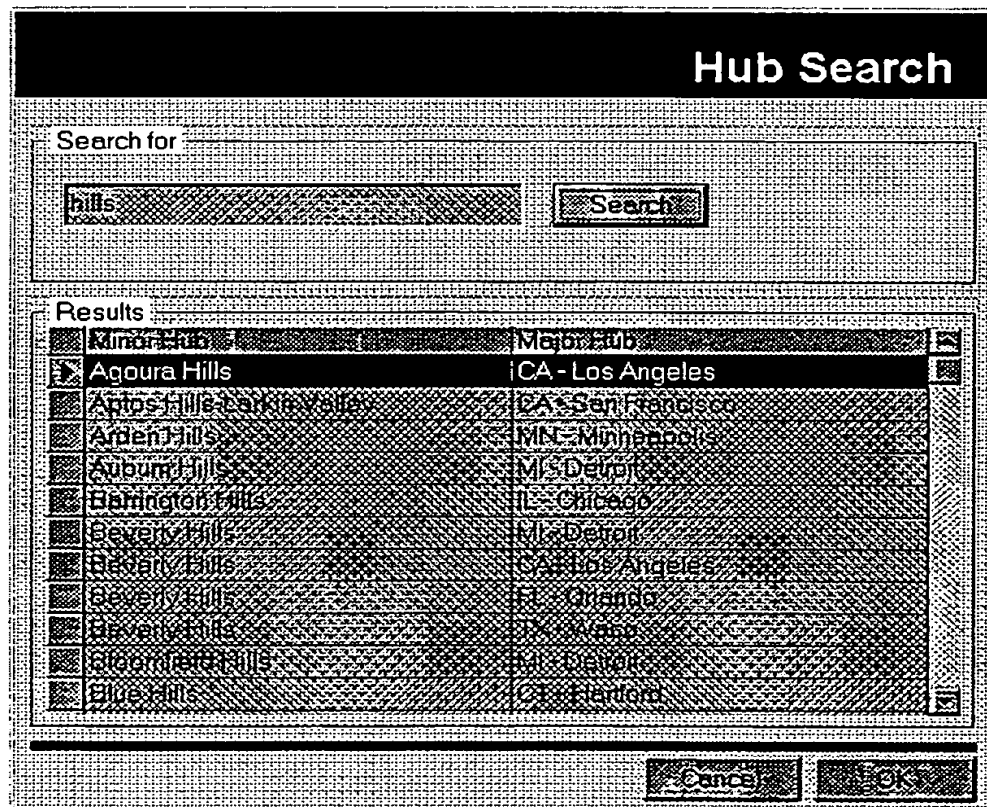 Hub Search
Search for
hills
Search
Results
Minor Hub Major Hub
Agoura Hills CA - Los Angeles
Aptos Hills-Larkin Valley CA - San Francisco
Arden Hills MN - Minneapolis
Auburn Hills MI - Detroit
Barrington Hills IL - Chicago
Beverly Hills MI - Detroit
Beverly Hills CA - Los Angeles
Beverly Hills FL - Orlando
Beverly Hills TX - Waco
Bloomfield Hills MI - Detroit
Blue Hills CT - Hartford
Cancel OK